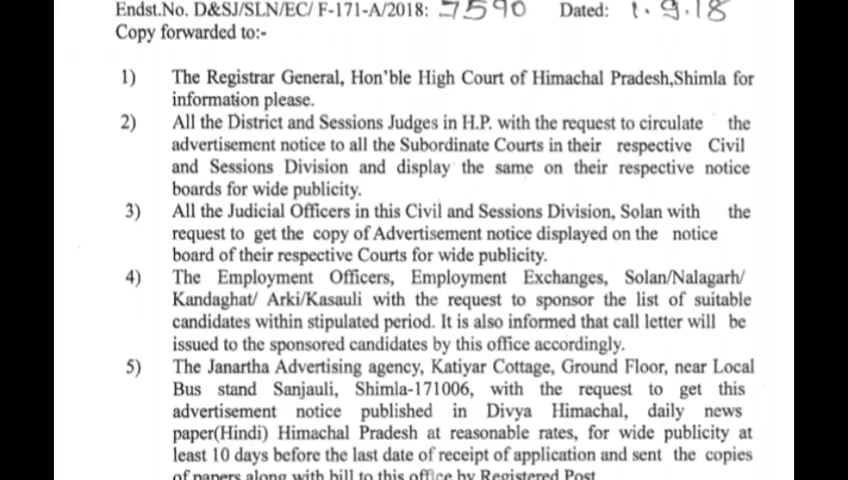 Endst.No. D&SJ/SLN/EC/ F-171-A/2018: 7590 Dated: 1.9.18
Copy forwarded to:-
1) The Registrar General, Hon'ble High Court of Himachal Pradesh,Shimla for
information please.
2) All the District and Sessions Judges in H.P. with the request to circulate the
advertisement notice to all the Subordinate Courts in their respective Civil
and Sessions Division and display the same on their respective notice
boards for wide publicity.
3) All the Judicial Officers in this Civil and Sessions Division, Solan with the
request to get the copy of Advertisement notice displayed on the notice
board of their respective Courts for wide publicity.
4) The Employment Officers, Employment Exchanges, Solan/Nalagarh/
Kandaghat/ Arki/Kasauli with the request to sponsor the list of suitable
candidates within stipulated period. It is also informed that call letter will be
issued to the sponsored candidates by this office accordingly.
5) The Janartha Advertising agency, Katiyar Cottage, Ground Floor, near Local
Bus stand Sanjauli, Shimla-171006, with the request to get this
advertisement notice published in Divya Himachal, daily news
paper(Hindi) Himachal Pradesh at reasonable rates, for wide publicity at
least 10 days before the last date of receipt of application and sent the copies
of papers along with bill to this office by Registered Post